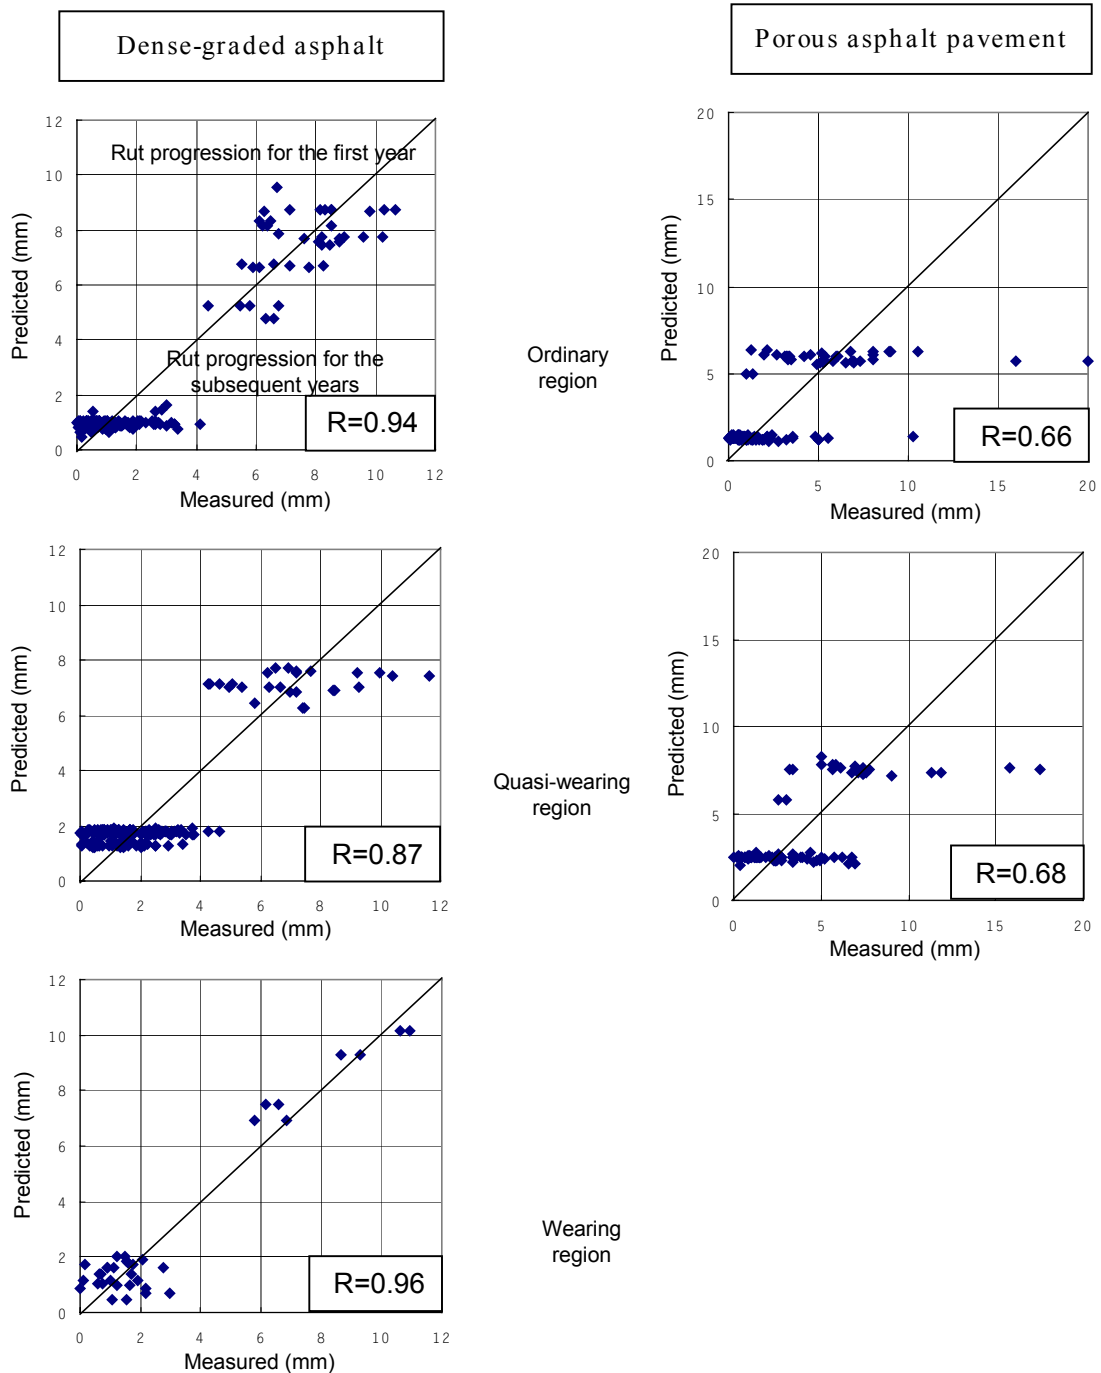 Dense-graded asphalt
Porous asphalt pavement
12
10
8
6
4
2
0
Predicted (mm)
Rut progression for the first year
Rut progression for the
subsequent years
R=0.94
0 2 4 6 8 10 12
Measured (mm)
Ordinary
region
20
15
10
5
0
Predicted (mm)
R=0.66
0 5 10 15 20
Measured (mm)
12
10
8
6
4
2
0
Predicted (mm)
R=0.87
0 2 4 6 8 10 12
Measured (mm)
Quasi-wearing
region
20
15
10
5
0
Predicted (mm)
R=0.68
0 5 10 15 20
Measured (mm)
12
10
8
6
4
2
0
Predicted (mm)
R=0.96
0 2 4 6 8 10 12
Measured (mm)
Wearing
region